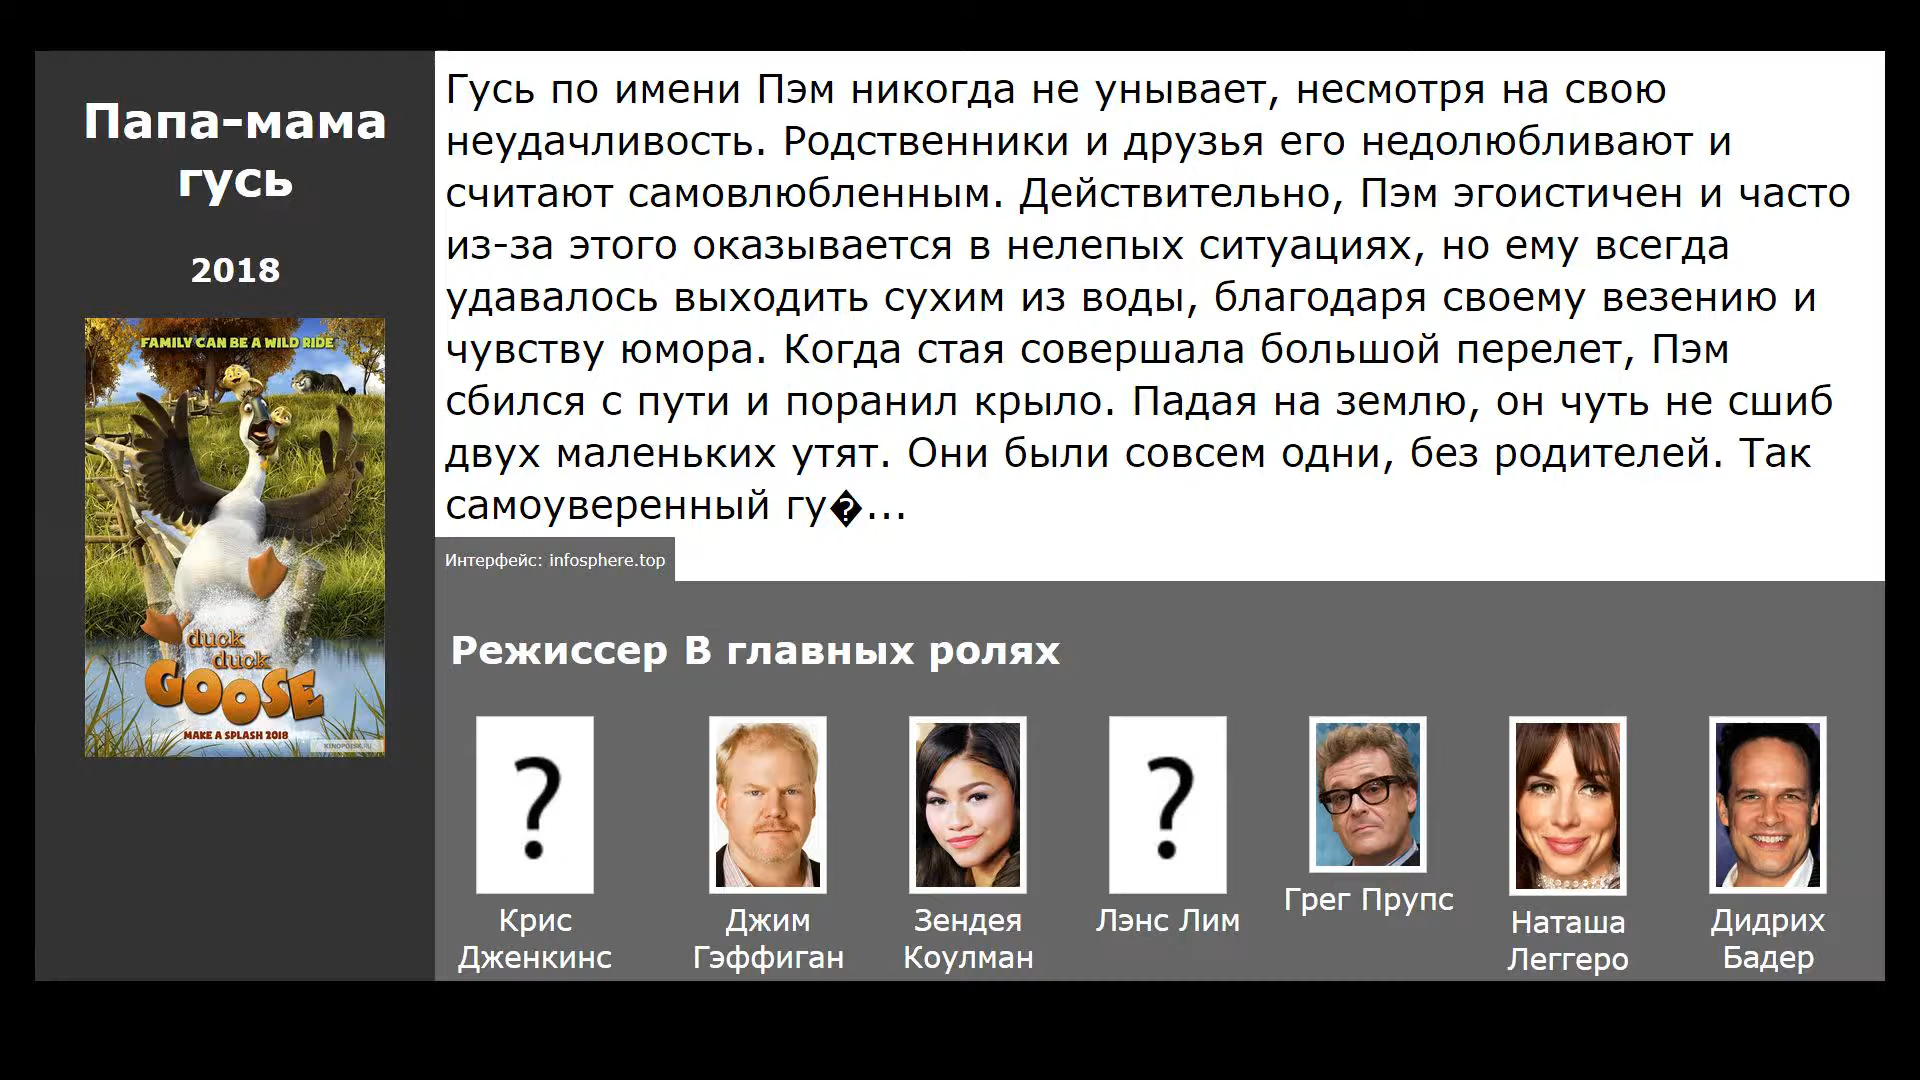 Папа-мама
гусь
2018
FAMILY CAN BE A WILD RIDE
duck
duck
GOOSE
MAKE A SPLASH 2018
KINOPOISK.RU
Гусь по имени Пэм никогда не унывает, несмотря на свою
неудачливость. Родственники и друзья его недолюбливают и
считают самовлюбленным. Действительно, Пэм эгоистичен и часто
из-за этого оказывается в нелепых ситуациях, но ему всегда
удавалось выходить сухим из воды, благодаря своему везению и
чувству юмора. Когда стая совершала большой перелет, Пэм
сбился с пути и поранил крыло. Падая на землю, он чуть не сшиб
двух маленьких утят. Они были совсем одни, без родителей. Так
самоуверенный гу�...
Интерфейс: infosphere.top
Режиссер В главных ролях
?
?
Крис
Дженкинс
Джим
Гэффиган
Зендея
Коулман
Лэнс Лим
Грег Прупс
Наташа
Леггеро
Дидрих
Бадер